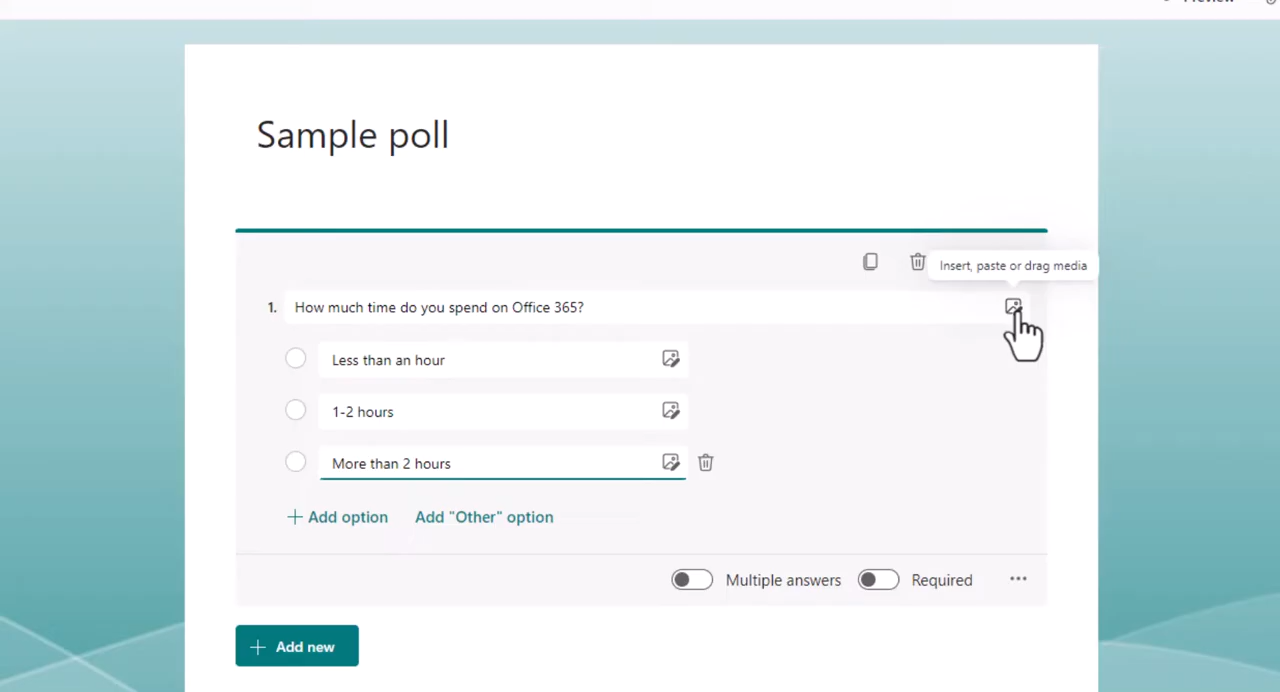 Preview
Sample poll
Insert, paste or drag media
1. How much time do you spend on Office 365?
Less than an hour
1-2 hours
More than 2 hours
Add option Add "Other" option
Multiple answers Required
Add new